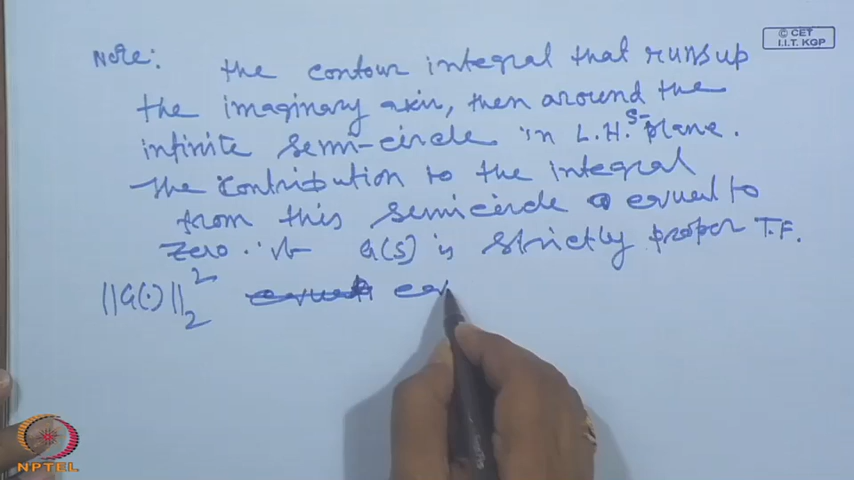 © CET
I.I.T. KGP
Note: the contour integral that runs up
the imaginary axis, then around the
infinite semi-circle in L.H. S-plane.
The Contribution to the integral
from this semicircle equal to
Zero G(s) is strictly proper T.F.
||G(·)||₂²
NPTEL